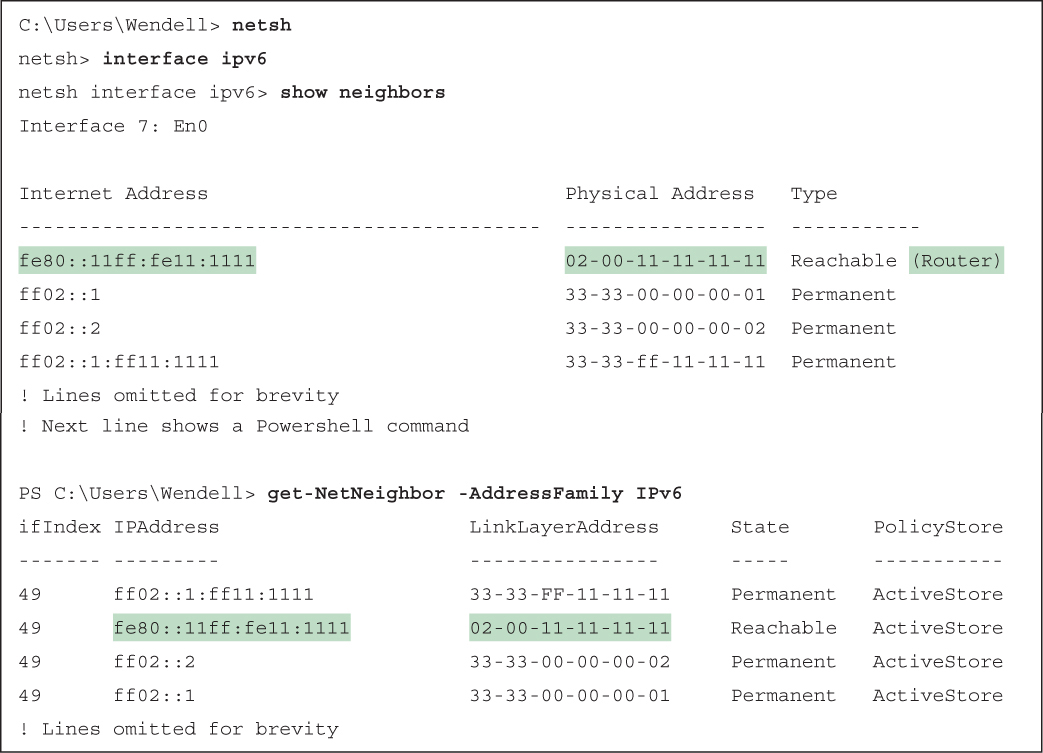 C:\Users\Wendell> netsh
netsh> interface ipv6
netsh interface ipv6> show neighbors
Interface 7: En0
Internet Address Physical Address Type
-------------------------------------------- ----------------- -----------
fe80::11ff:fe11:1111 02-00-11-11-11-11 Reachable (Router)
ff02::1 33-33-00-00-00-01 Permanent
ff02::2 33-33-00-00-00-02 Permanent
ff02::1:ff11:1111 33-33-ff-11-11-11 Permanent
! Lines omitted for brevity
! Next line shows a Powershell command
PS C:\Users\Wendell> get-NetNeighbor -AddressFamily IPv6
ifIndex IPAddress LinkLayerAddress State PolicyStore
------- --------- ---------------- ----- -----------
49 ff02::1:ff11:1111 33-33-FF-11-11-11 Permanent ActiveStore
49 fe80::11ff:fe11:1111 02-00-11-11-11-11 Reachable ActiveStore
49 ff02::2 33-33-00-00-00-02 Permanent ActiveStore
49 ff02::1 33-33-00-00-00-01 Permanent ActiveStore
! Lines omitted for brevity